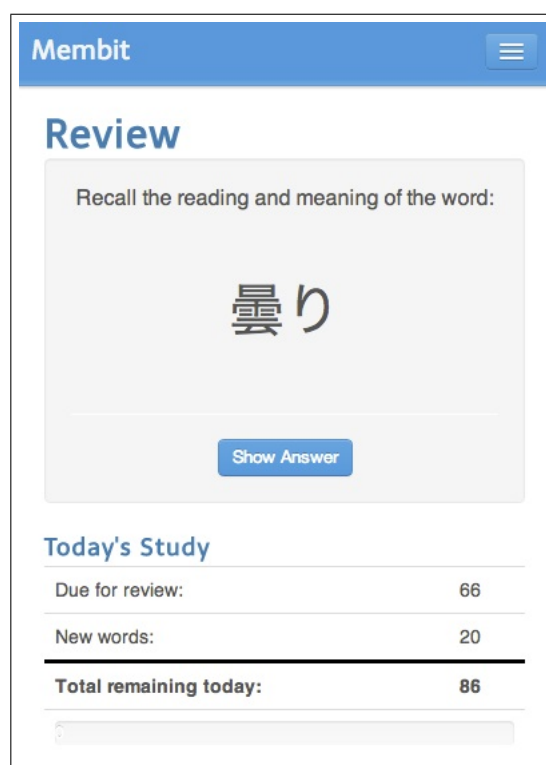 Membit
Review
Recall the reading and meaning of the word:
曇り
Show Answer
Today's Study
Due for review: 66
New words: 20
Total remaining today: 86